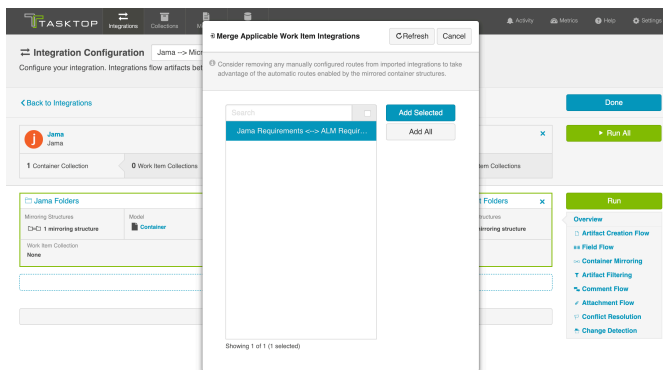 TASKTOP
Integrations
Collections
Activity
Metrics
Help
Settings
Merge Applicable Work Item Integrations
Refresh
Cancel
Integration Configuration
Jama --> Micr
Configure your integration. Integrations flow artifacts bet
Consider removing any manually configured routes from imported integrations to take
advantage of the automatic routes enabled by the mirrored container structures.
Back to Integrations
Done
Search
Add Selected
Add All
Jama Requirements <--> ALM Requir...
Jama
Jama
Run All
1 Container Collection
0 Work Item Collections
tem Collections
Jama Folders
t Folders
Run
Mirroring Structures
1 mirroring structure
Model
Container
tructures
irroring structure
Work Item Collection
None
Overview
Artifact Creation Flow
Field Flow
Container Mirroring
Artifact Filtering
Comment Flow
Attachment Flow
Conflict Resolution
Change Detection
Showing 1 of 1 (1 selected)